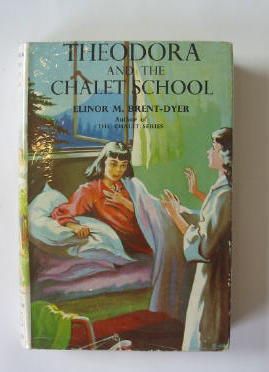 THEODORA
AND THE
CHALET SCHOOL
ELINOR M. BRENT-DYER
Author of
THE CHALET SERIES